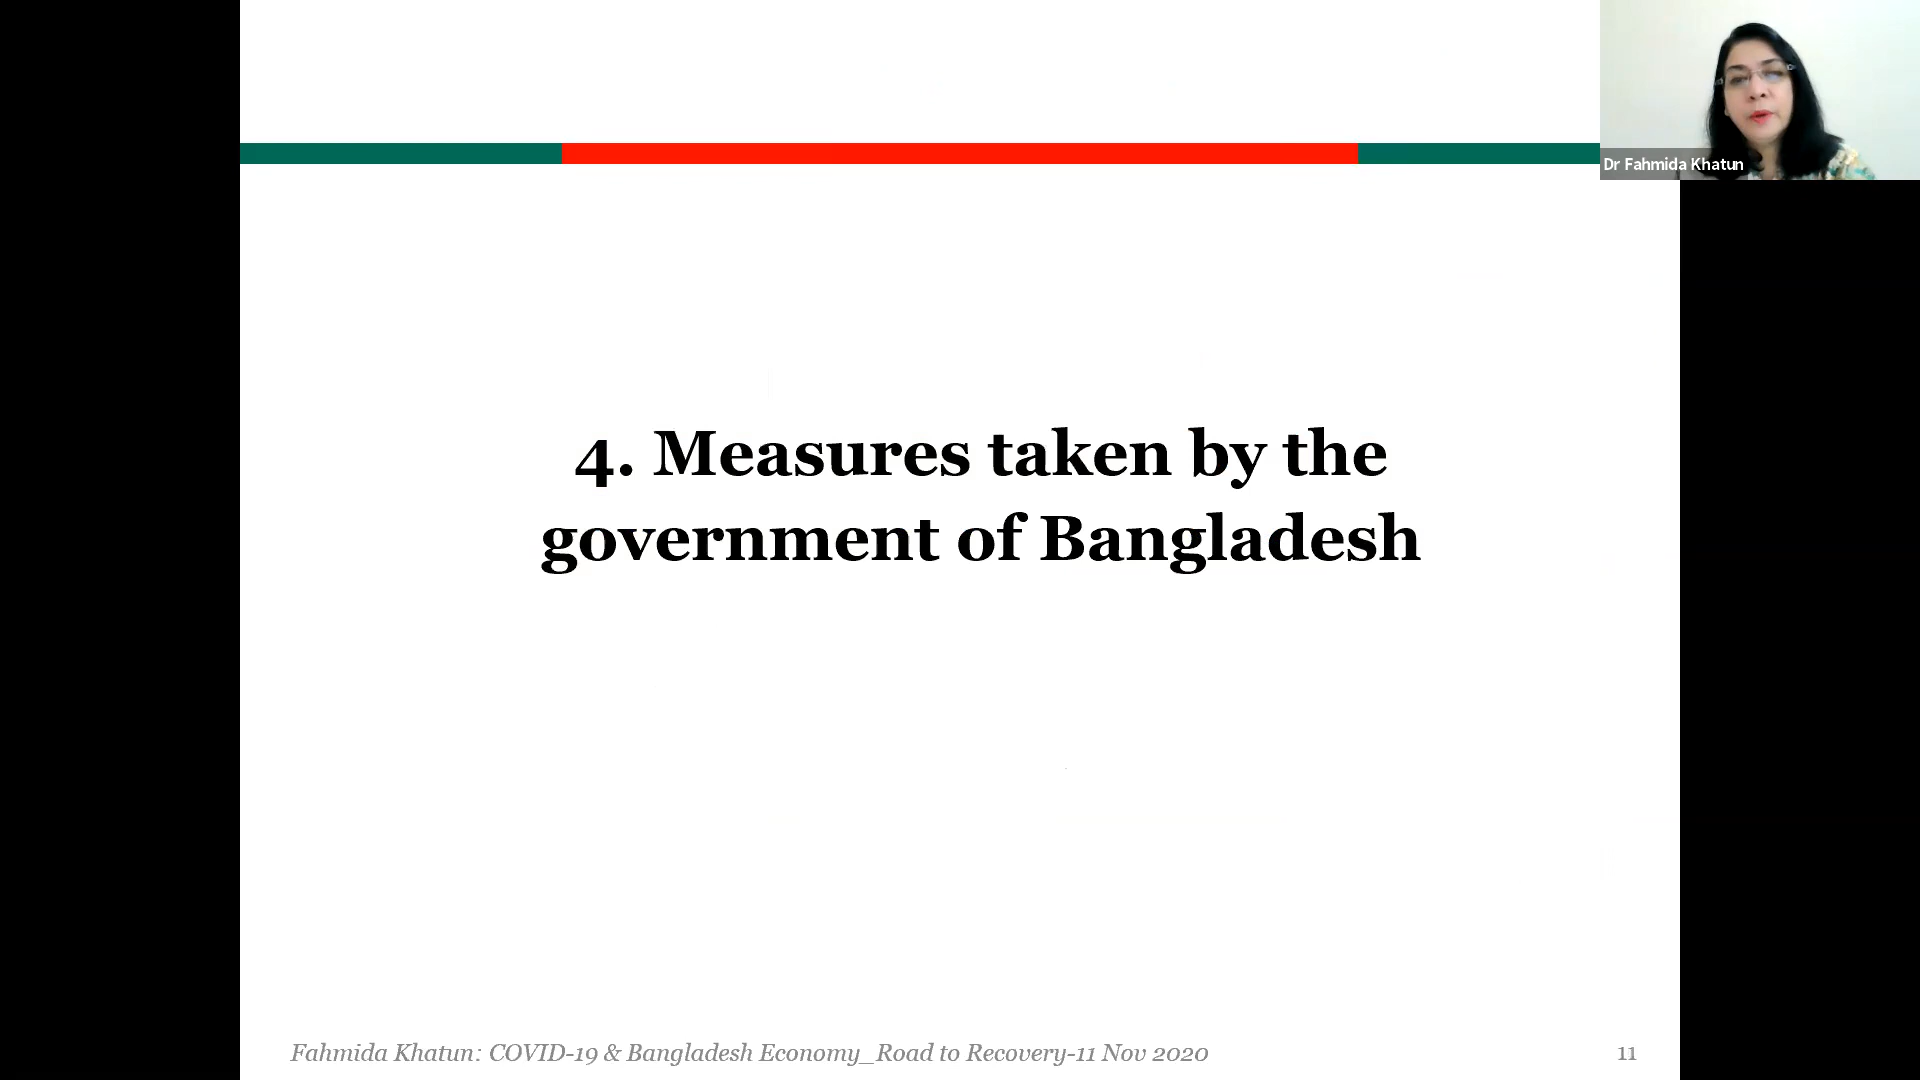 Dr Fahmida Khatun
4. Measures taken by the
government of Bangladesh
Fahmida Khatun: COVID-19 & Bangladesh Economy_Road to Recovery-11 Nov 2020
11